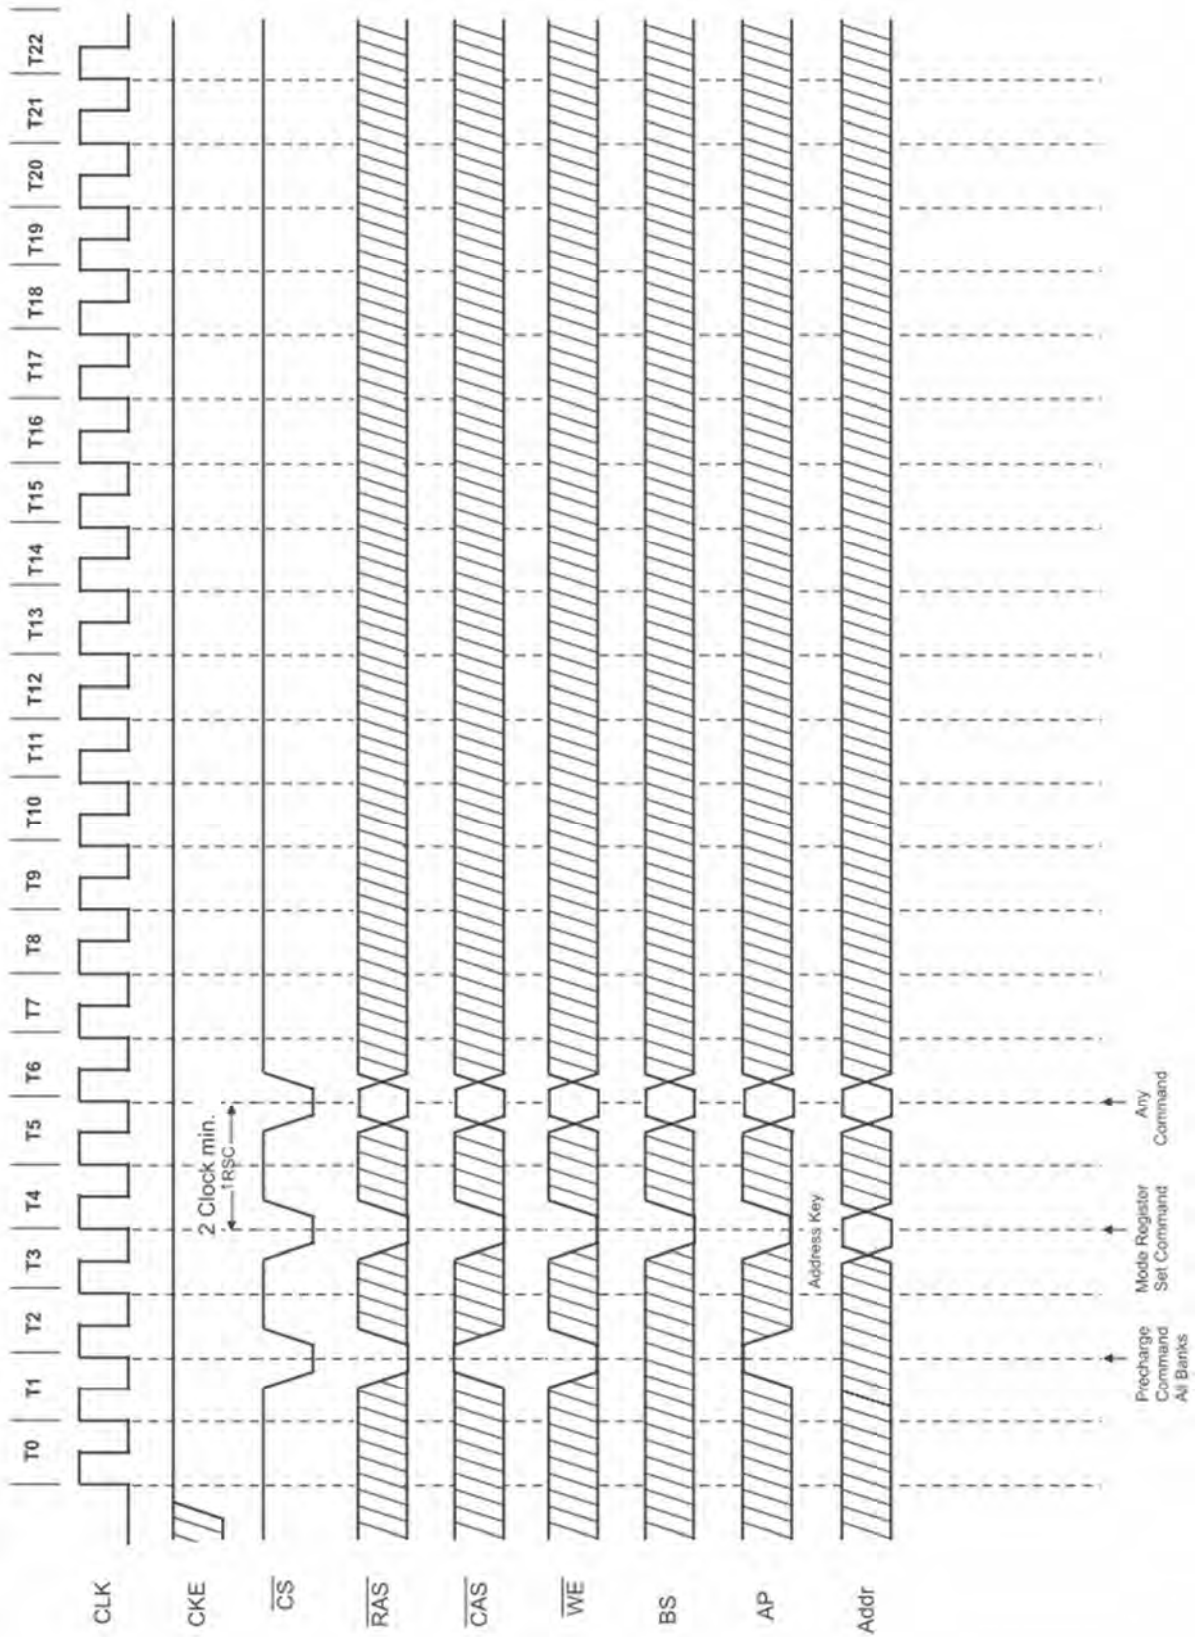 T0 T1 T2 T3 T4 T5 T6 T7 T8 T9 T10 T11 T12 T13 T14 T15 T16 T17 T18 T19 T20 T21 T22
CLK
CKE
2 Clock min.
tRSC
CS
RAS
CAS
WE
BS
AP
Address Key
Addr
Precharge
Command
All Banks
Mode Register
Set Command
Any
Command